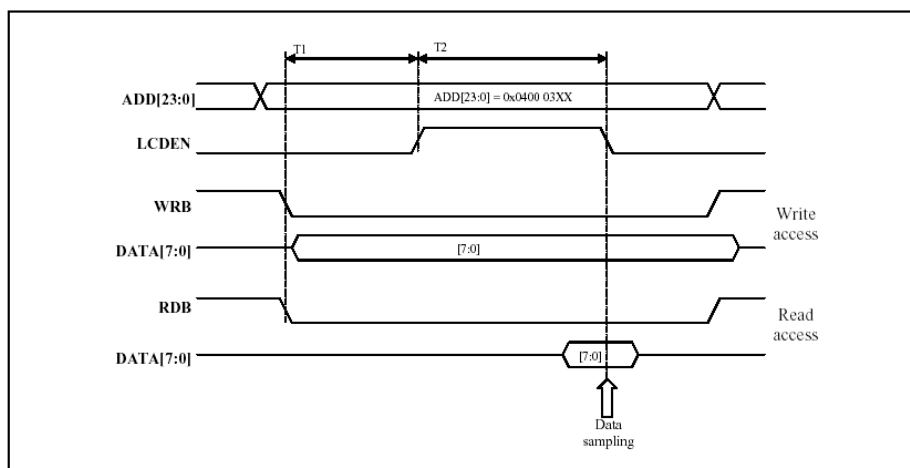 T1
T2
ADD[23:0]
ADD[23:0] = 0x0400 03XX
LCDEN
WRB
Write
access
DATA[7:0]
[7:0]
RDB
Read
access
DATA[7:0]
[7:0]
Data
sampling